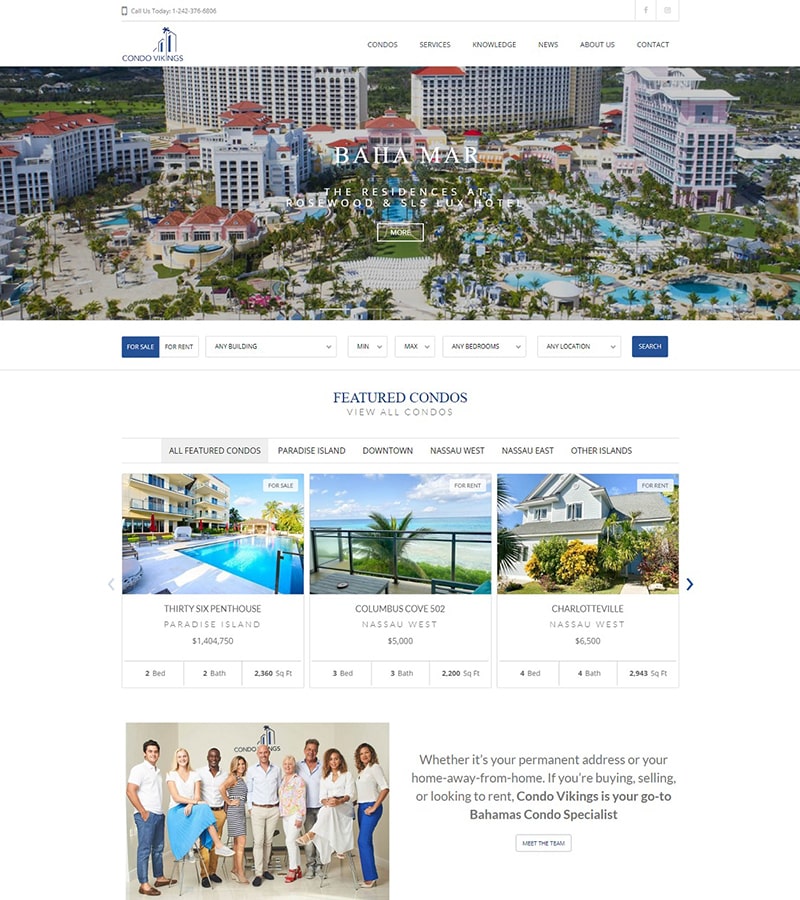 Call Us Today: 1-242-376-6806
CONDO VIKINGS
CONDOS SERVICES KNOWLEDGE NEWS ABOUT US CONTACT
BAHA MAR
THE RESIDENCES AT
ROSEWOOD & SLS LUX HOTEL
MORE
FOR SALE FOR RENT ANY BUILDING MIN MAX ANY BEDROOMS ANY LOCATION SEARCH
FEATURED CONDOS
VIEW ALL CONDOS
ALL FEATURED CONDOS PARADISE ISLAND DOWNTOWN NASSAU WEST NASSAU EAST OTHER ISLANDS
FOR SALE
THIRTY SIX PENTHOUSE
PARADISE ISLAND
$1,404,750
2 Bed 2 Bath 2,360 Sq Ft
FOR RENT
COLUMBUS COVE 502
NASSAU WEST
$5,000
3 Bed 3 Bath 2,200 Sq Ft
FOR RENT
CHARLOTTEVILLE
NASSAU WEST
$6,500
4 Bed 4 Bath 2,943 Sq Ft
CONDO VIKINGS
Whether it's your permanent address or your
home-away-from-home. If you're buying, selling,
or looking to rent, Condo Vikings is your go-to
Bahamas Condo Specialist
MEET THE TEAM